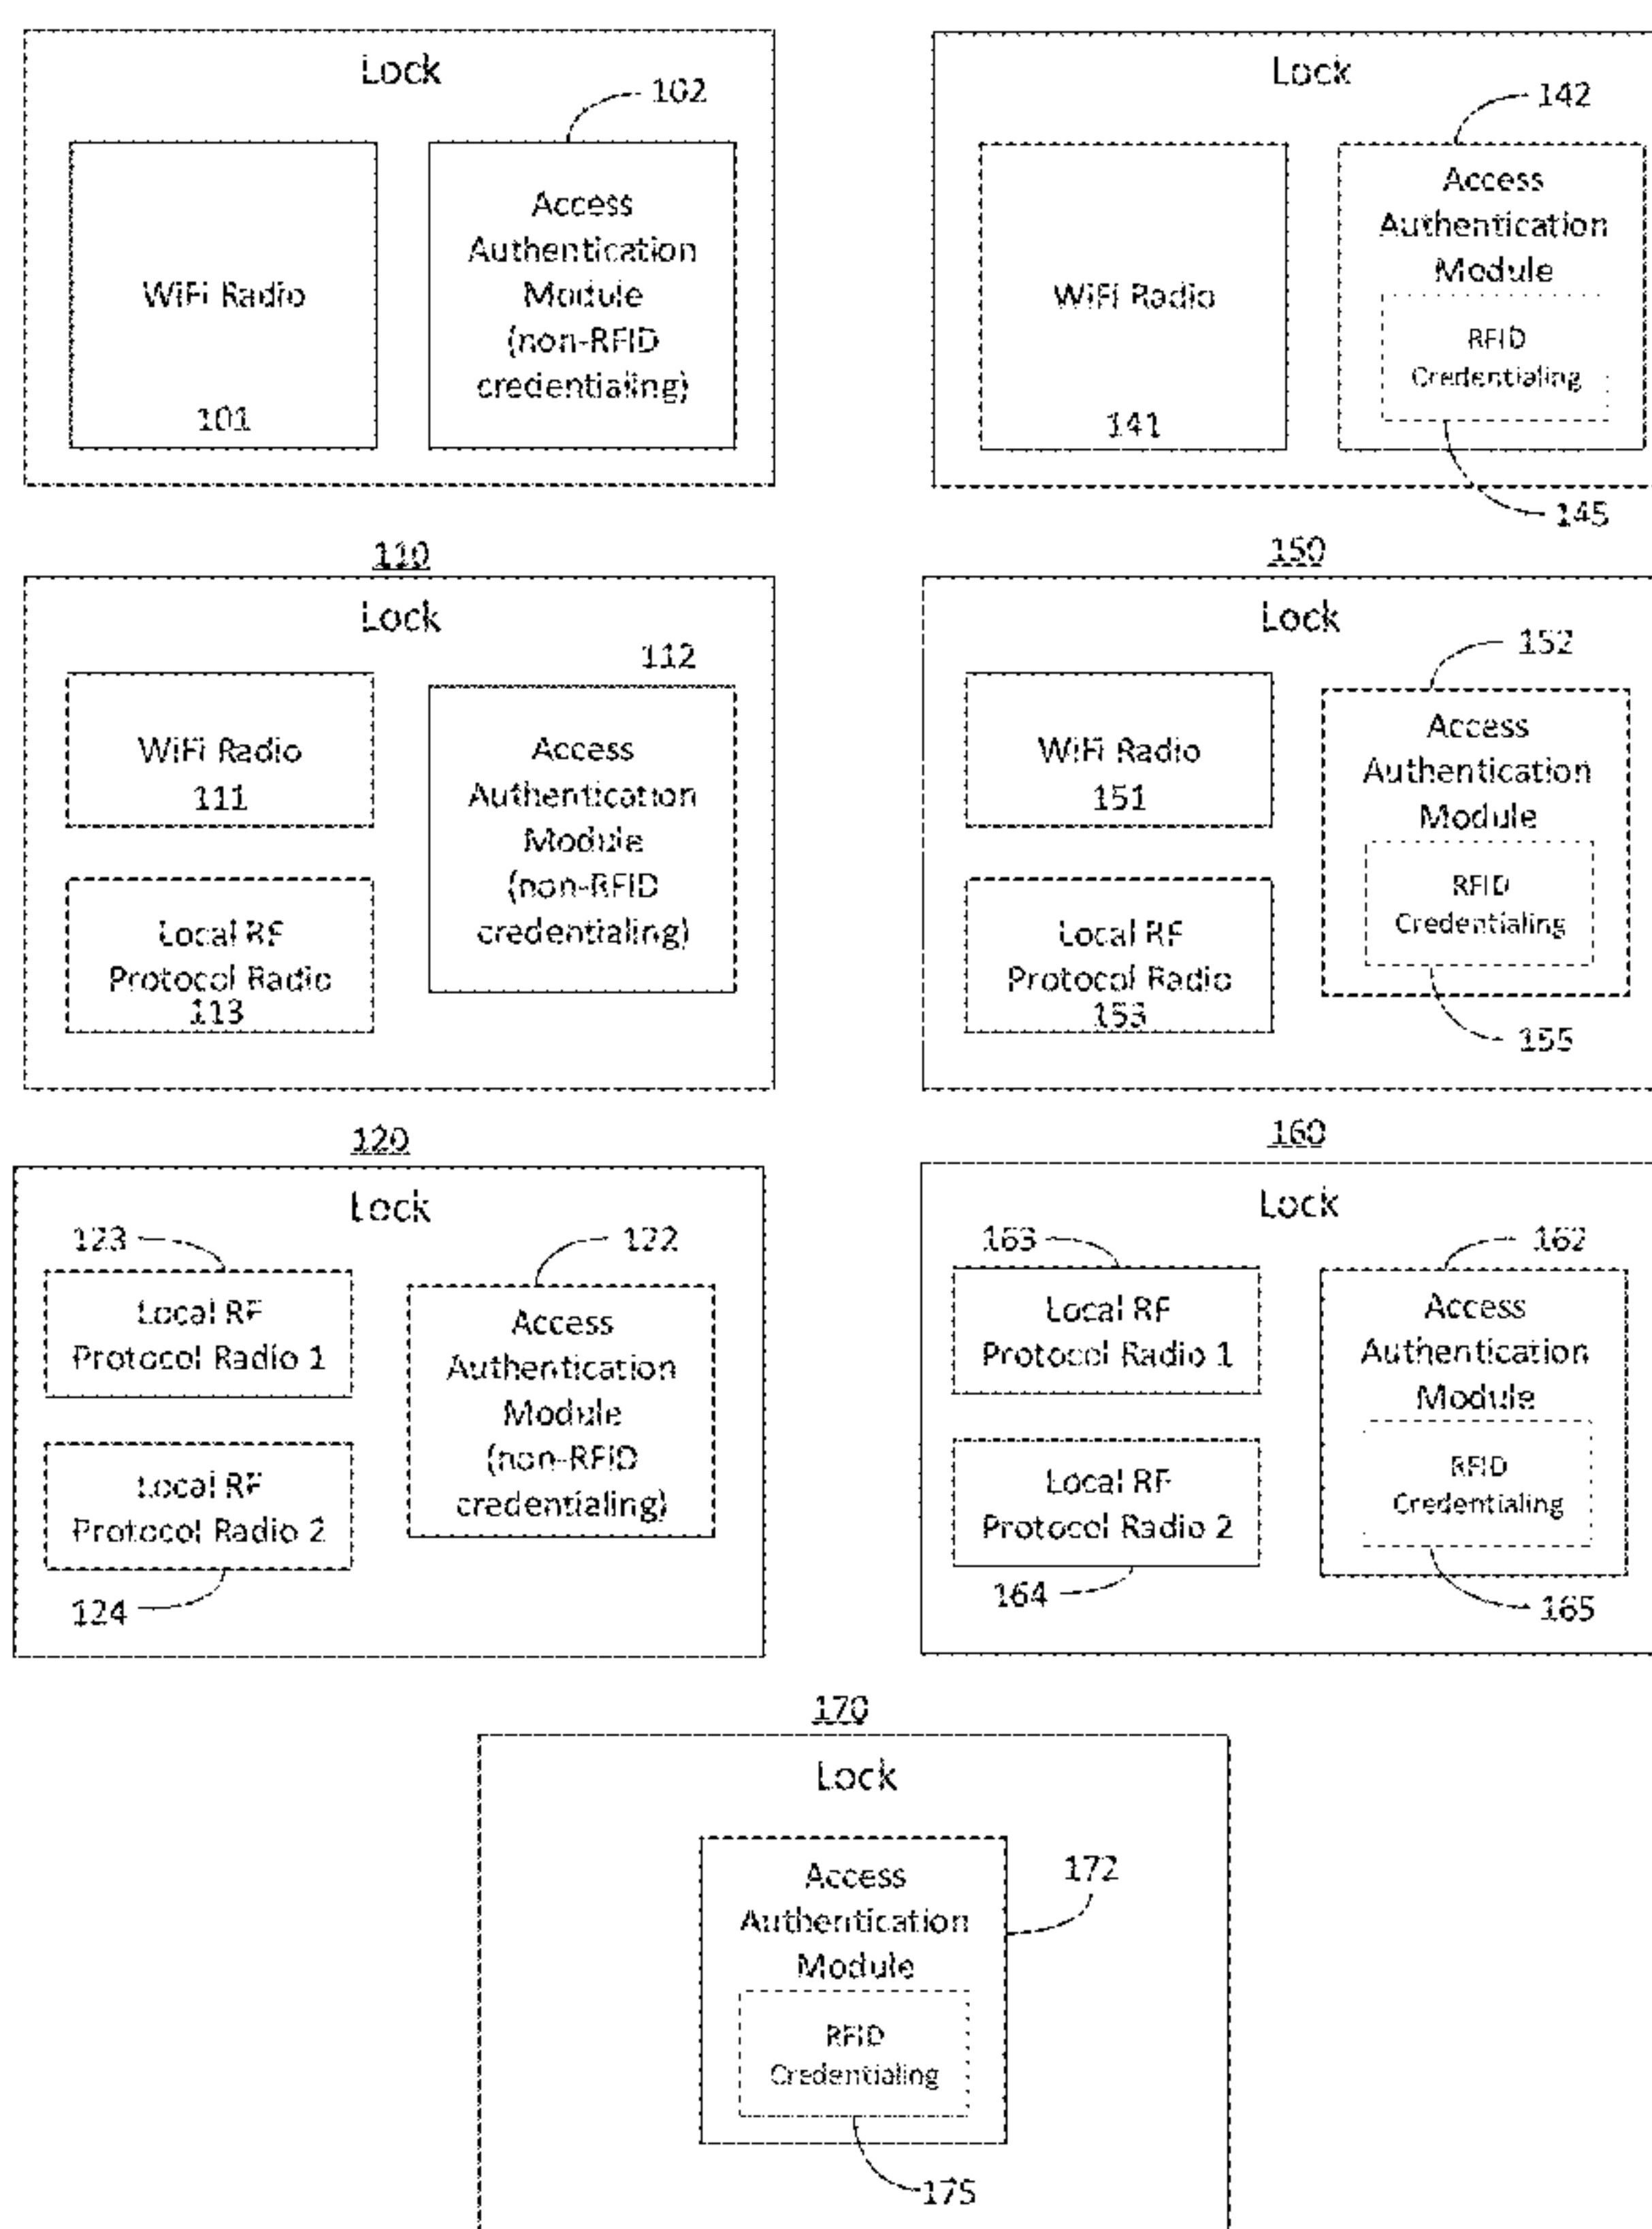 Lock
102
WiFi Radio
101
Access
Authentication
Module
(non-RFID
credentialing)
Lock
142
WiFi Radio
141
Access
Authentication
Module
RFID
Credentialing
145
110
Lock
112
WiFi Radio
111
Local RF
Protocol Radio
113
Access
Authentication
Module
(non-RFID
credentialing)
150
Lock
152
WiFi Radio
151
Local RF
Protocol Radio
153
Access
Authentication
Module
RFID
Credentialing
155
120
Lock
123
122
Local RF
Protocol Radio 1
Local RF
Protocol Radio 2
124
Access
Authentication
Module
(non-RFID
credentialing)
160
Lock
163
162
Local RF
Protocol Radio 1
Local RF
Protocol Radio 2
164
Access
Authentication
Module
RFID
Credentialing
165
170
Lock
172
Access
Authentication
Module
RFID
Credentialing
175